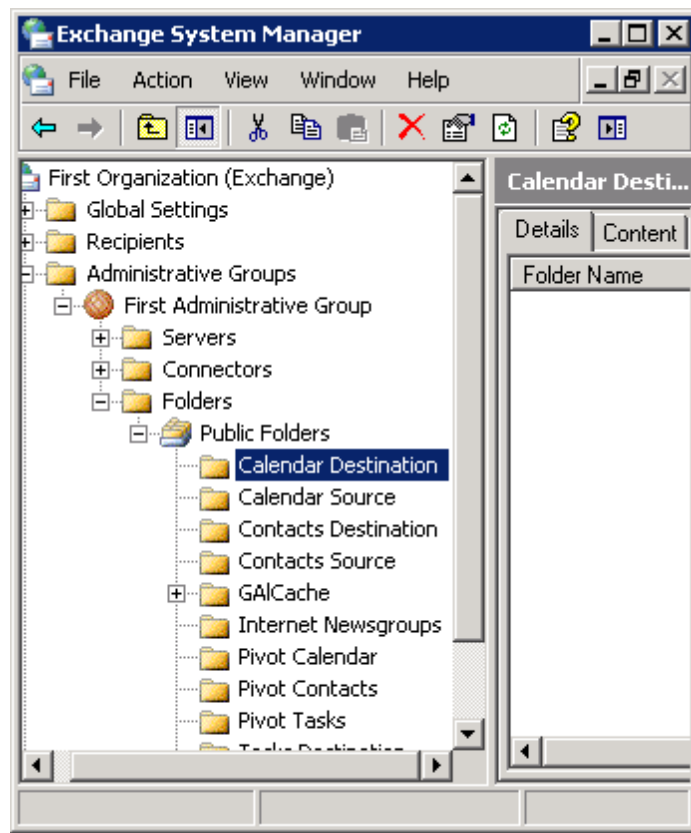 Exchange System Manager
File Action View Window Help
First Organization (Exchange)
Global Settings
Recipients
Administrative Groups
First Administrative Group
Servers
Connectors
Folders
Public Folders
Calendar Destination
Calendar Source
Contacts Destination
Contacts Source
GAlCache
Internet Newsgroups
Pivot Calendar
Pivot Contacts
Pivot Tasks
Tasks Destination
Calendar Desti...
Details Content
Folder Name